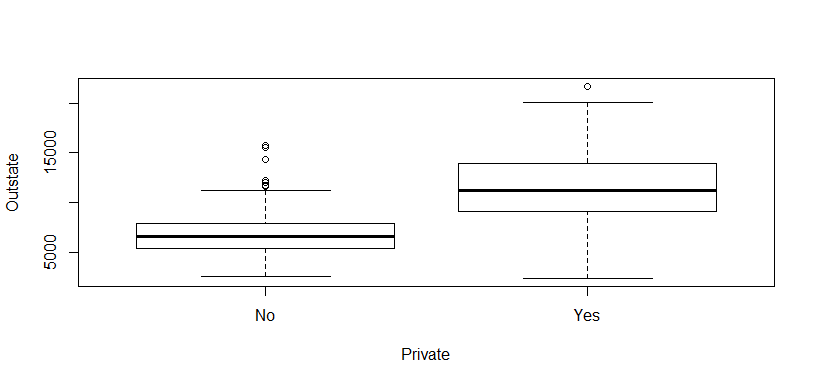 Outstate
15000
5000
No
Yes
Private